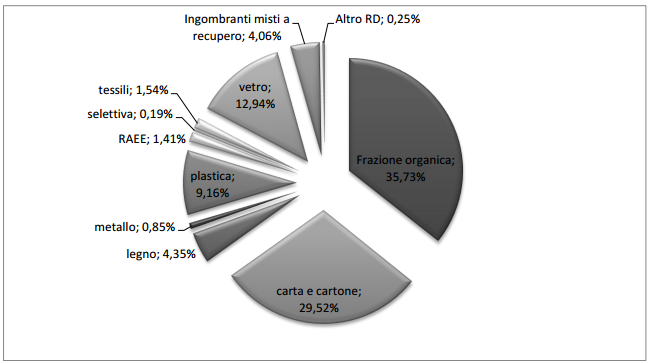 Ingombranti misti a
recupero; 4,06%
Altro RD; 0,25%
tessili; 1,54%
vetro;
12,94%
selettiva; 0,19%
RAEE; 1,41%
Frazione organica;
35,73%
plastica;
9,16%
metallo; 0,85%
legno; 4,35%
carta e cartone;
29,52%